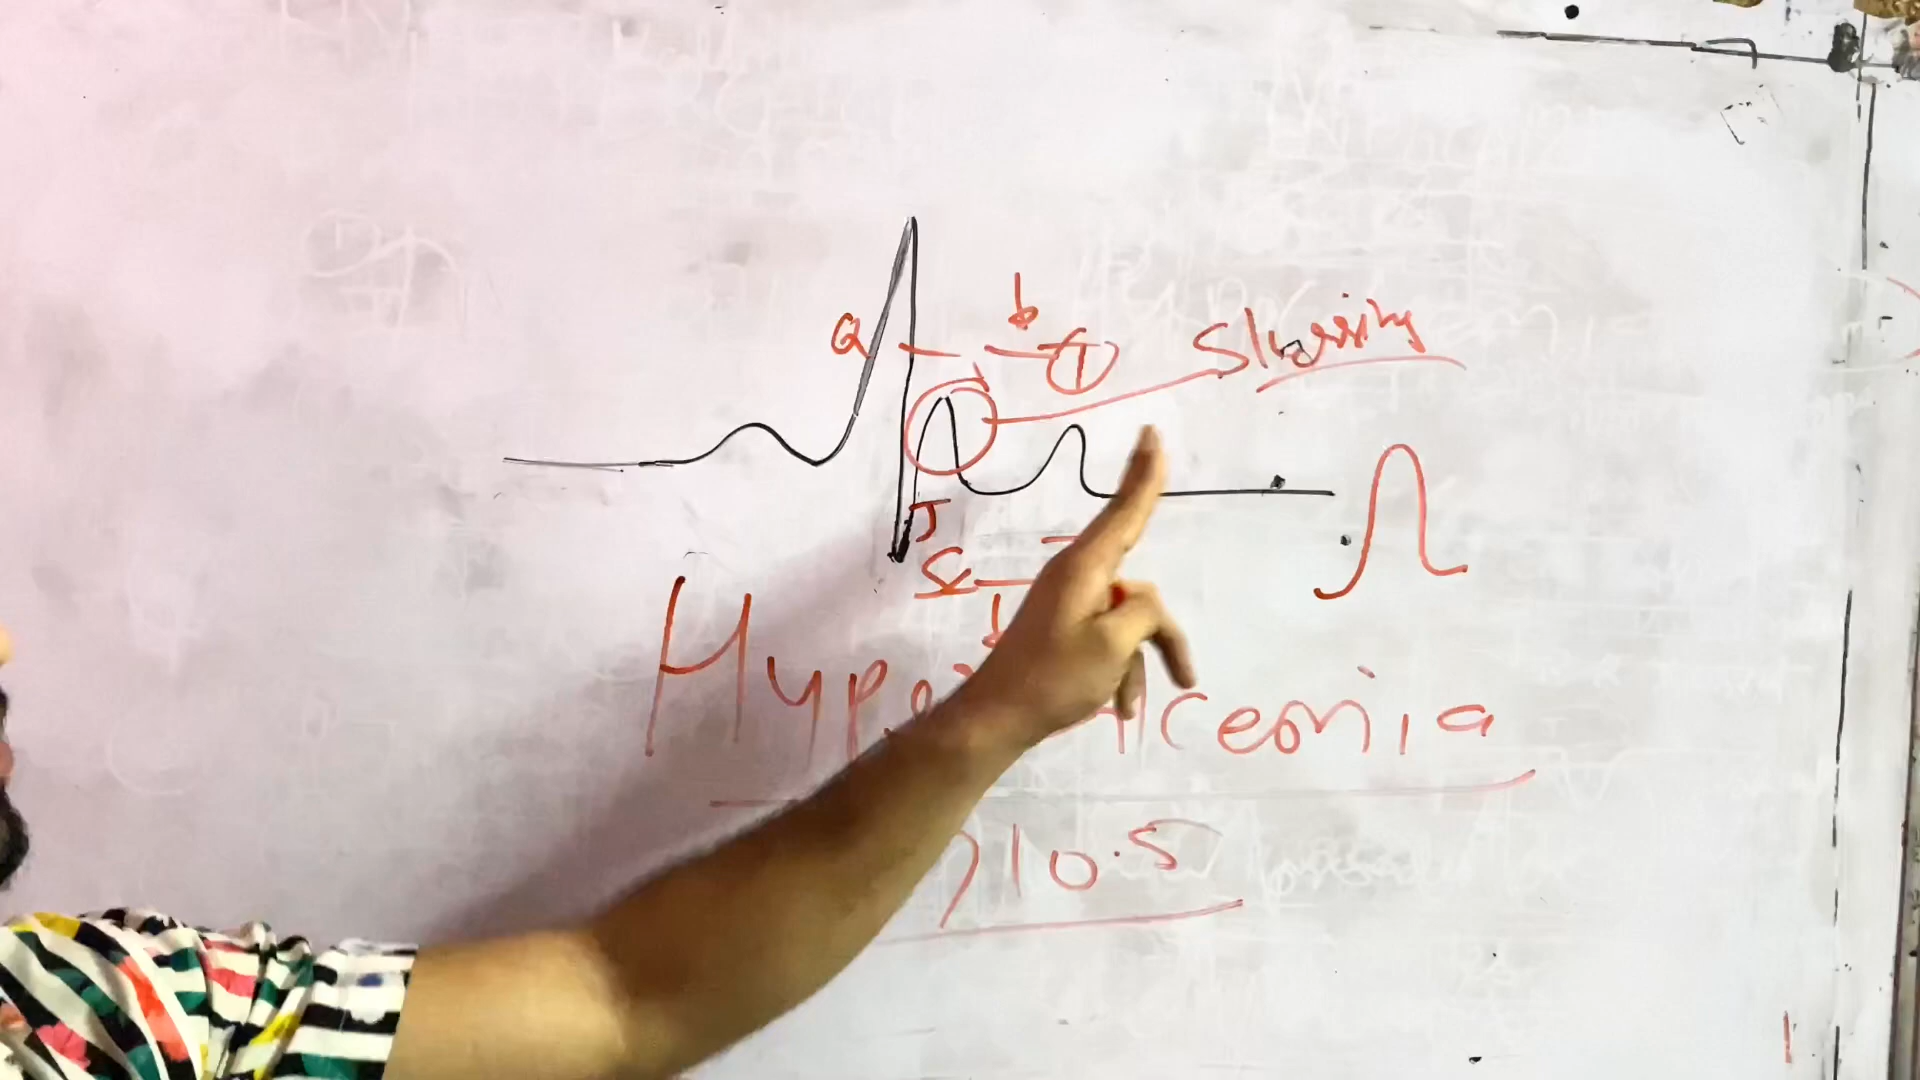 Q - - T Slurring
J
S
Hyper lcemia
>10.5